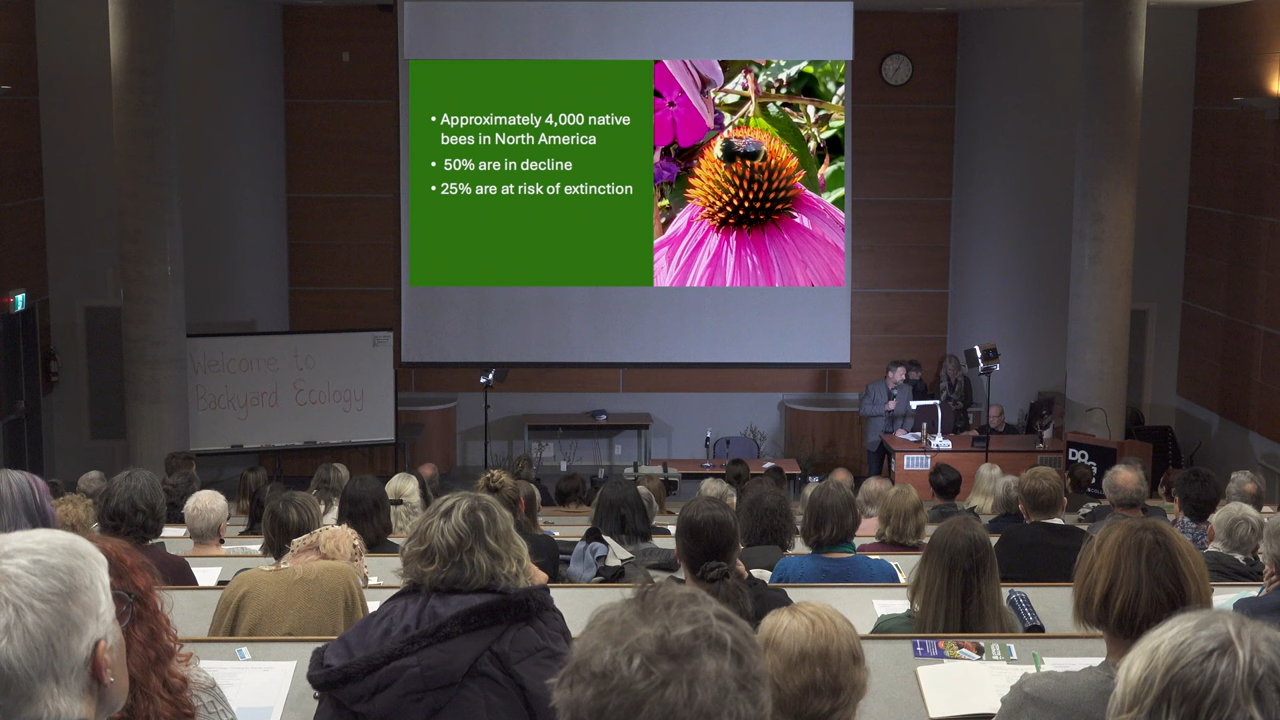 • Approximately 4,000 native
bees in North America
• 50% are in decline
• 25% are at risk of extinction
Welcome to
Backyard Ecology